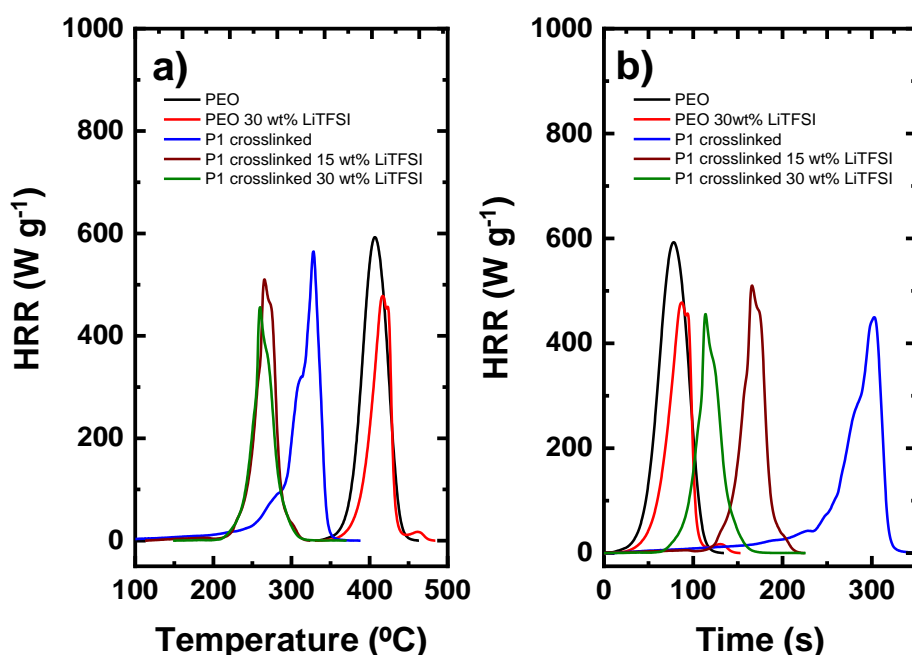 a)
PEO
PEO 30 wt% LiTFSI
P1 crosslinked
P1 crosslinked 15 wt% LiTFSI
P1 crosslinked 30 wt% LiTFSI
1000
800
600
400
200
0
HRR (W g⁻¹)
100 200 300 400 500
Temperature (ºC)
b)
PEO
PEO 30wt% LiTFSI
P1 crosslinked
P1 crosslinked 15 wt% LiTFSI
P1 crosslinked 30 wt% LiTFSI
1000
800
600
400
200
0
HRR (W g⁻¹)
0 100 200 300
Time (s)